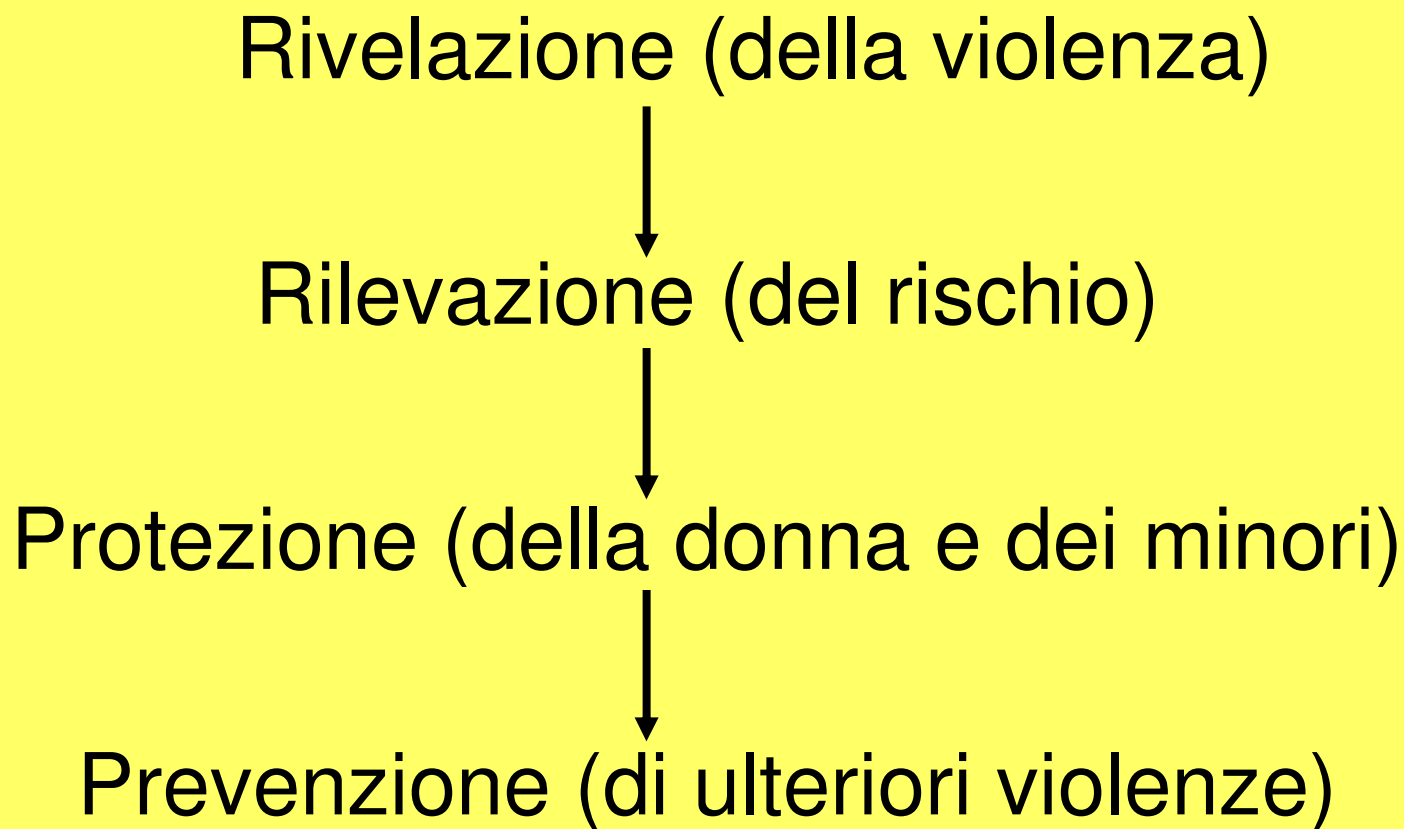 Rivelazione (della violenza)
Rilevazione (del rischio)
Protezione (della donna e dei minori)
Prevenzione (di ulteriori violenze)